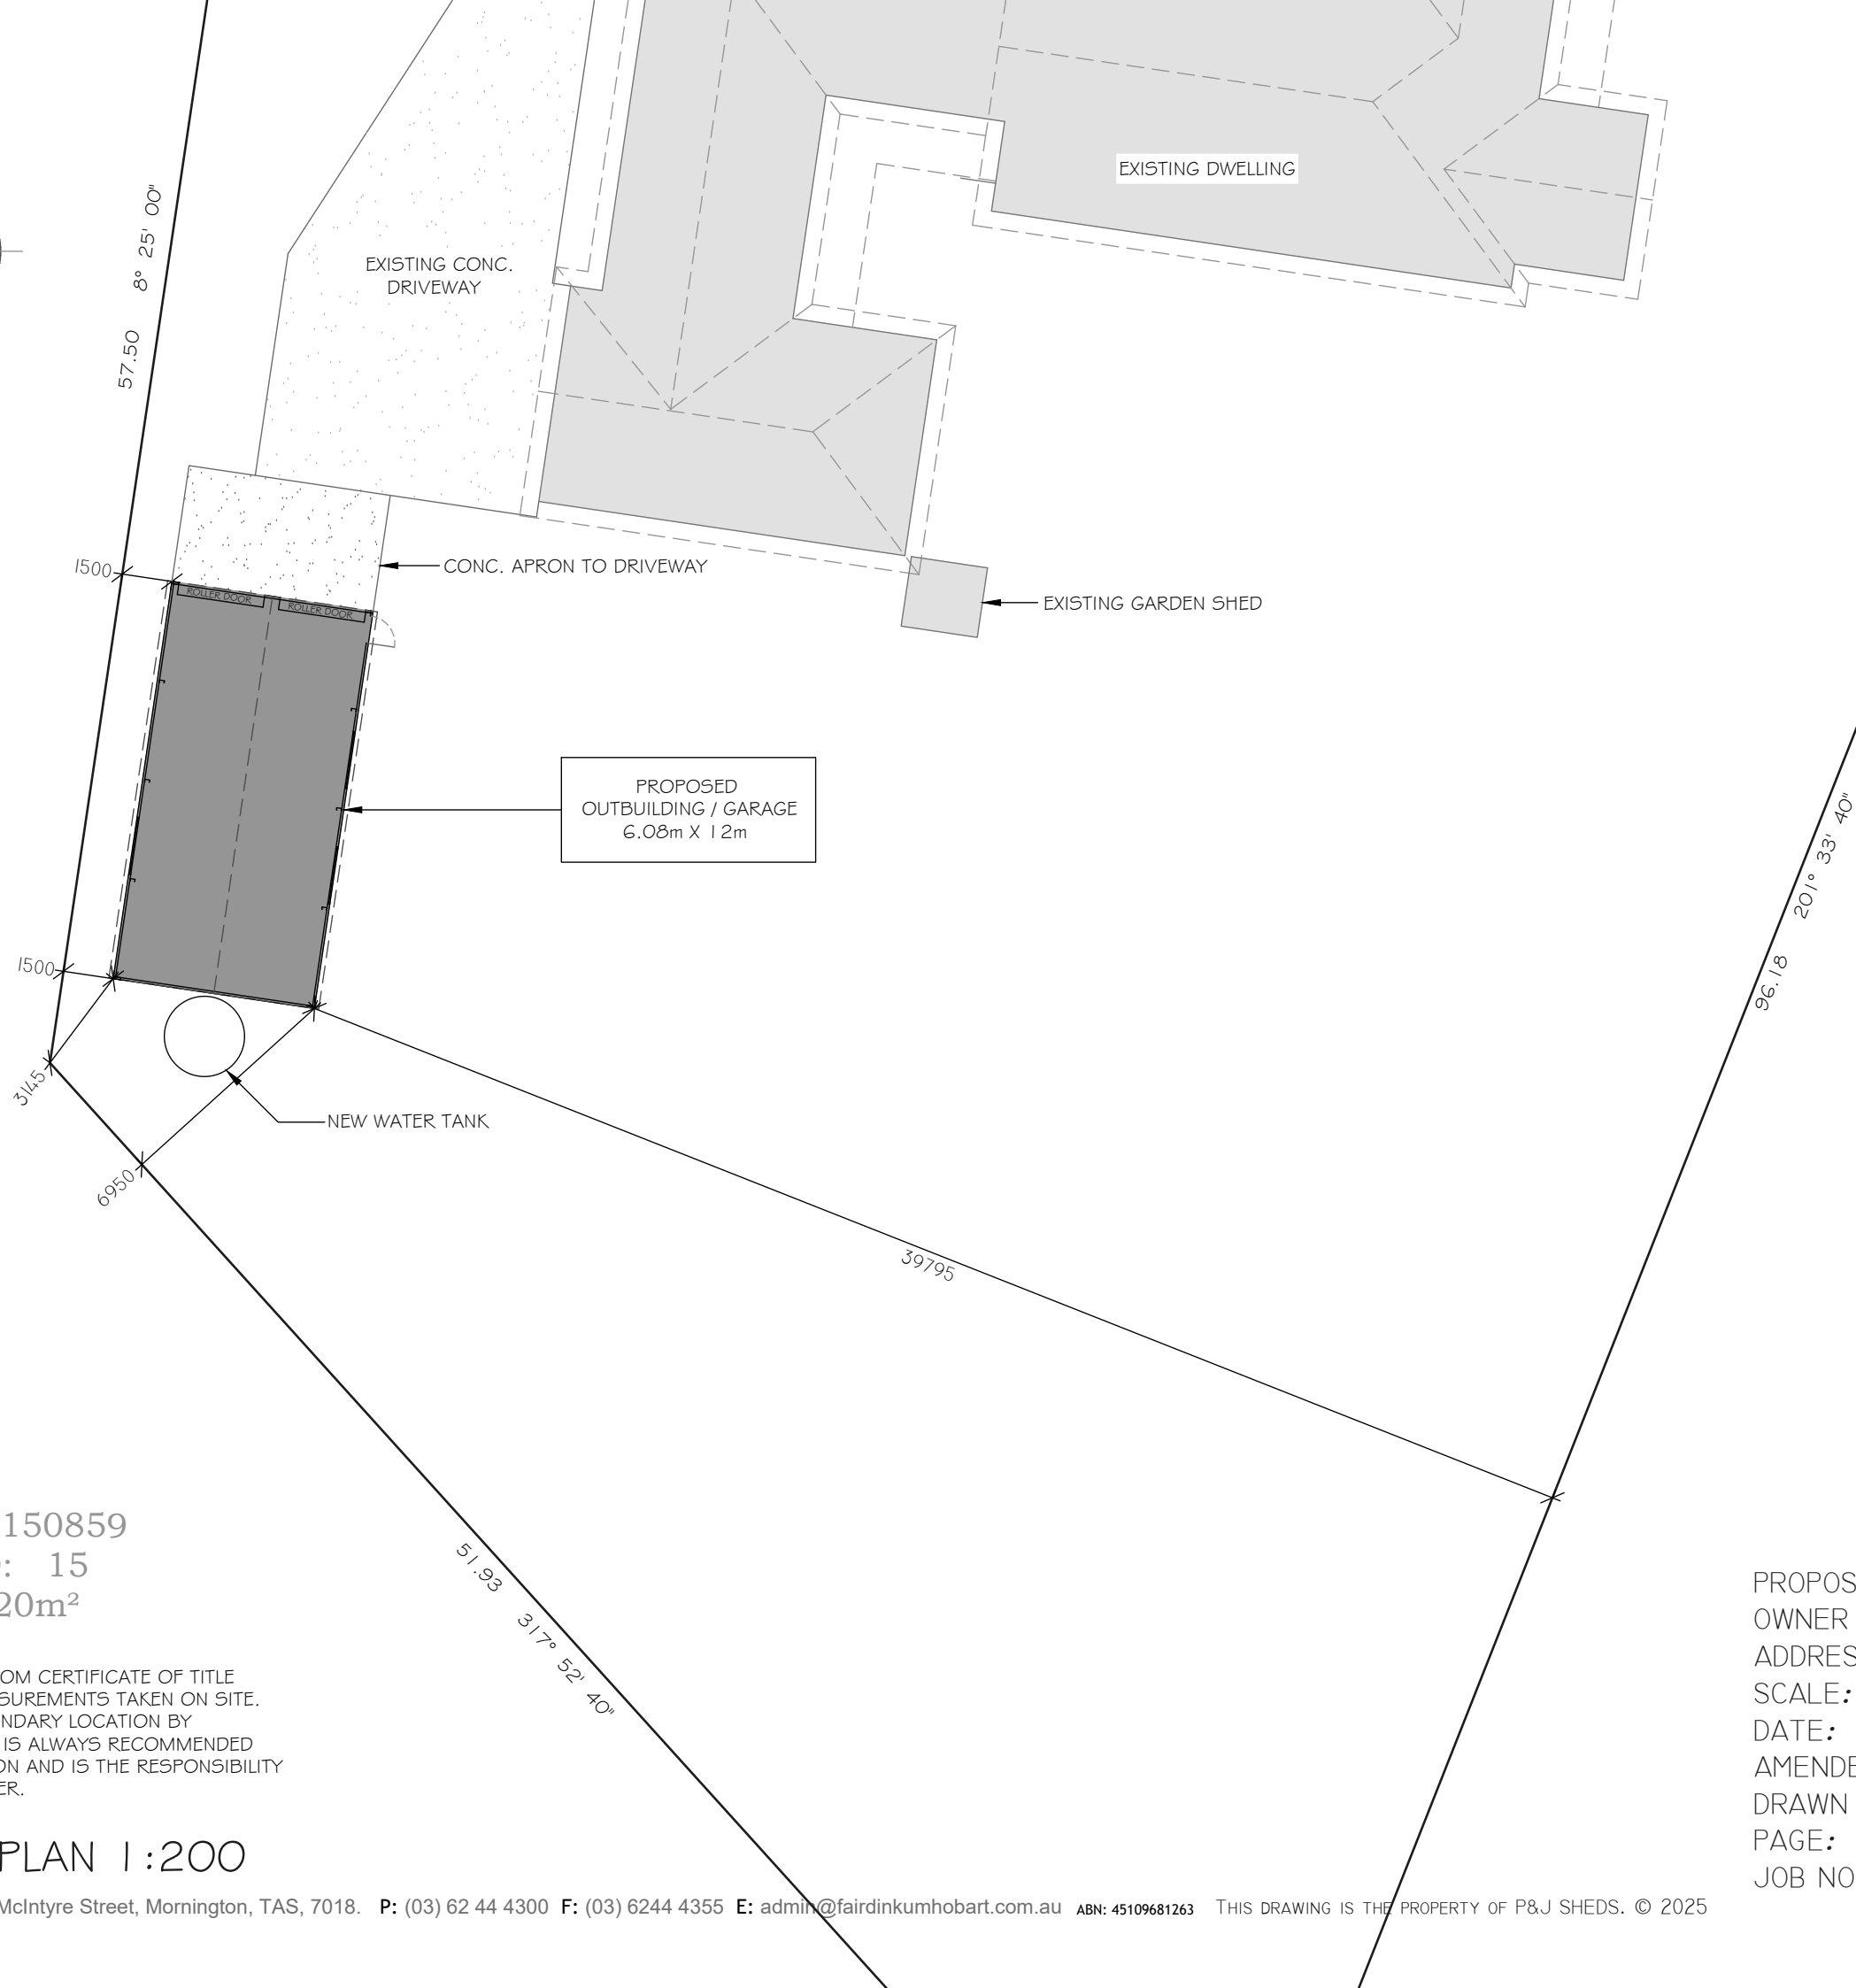 EXISTING DWELLING
8° 25' 00"
57.50
EXISTING CONC.
DRIVEWAY
1500
CONC. APRON TO DRIVEWAY
ROLLER DOOR
ROLLER DOOR
EXISTING GARDEN SHED
PROPOSED
OUTBUILDING / GARAGE
6.08m X 12m
201° 33' 40"
96.18
1500
3145
NEW WATER TANK
6950
39795
51.93
317° 52' 40"
150859
: 15
20m²
OM CERTIFICATE OF TITLE
SUREMENTS TAKEN ON SITE.
NDARY LOCATION BY
IS ALWAYS RECOMMENDED
ON AND IS THE RESPONSIBILITY
ER.
PLAN 1:200
PROPOS
OWNER
ADDRES
SCALE:
DATE:
AMENDE
DRAWN
PAGE:
JOB NO
McIntyre Street, Mornington, TAS, 7018. P: (03) 62 44 4300 F: (03) 6244 4355 E: admin@fairdinkumhobart.com.au ABN: 45109681263 THIS DRAWING IS THE PROPERTY OF P&J SHEDS. © 2025